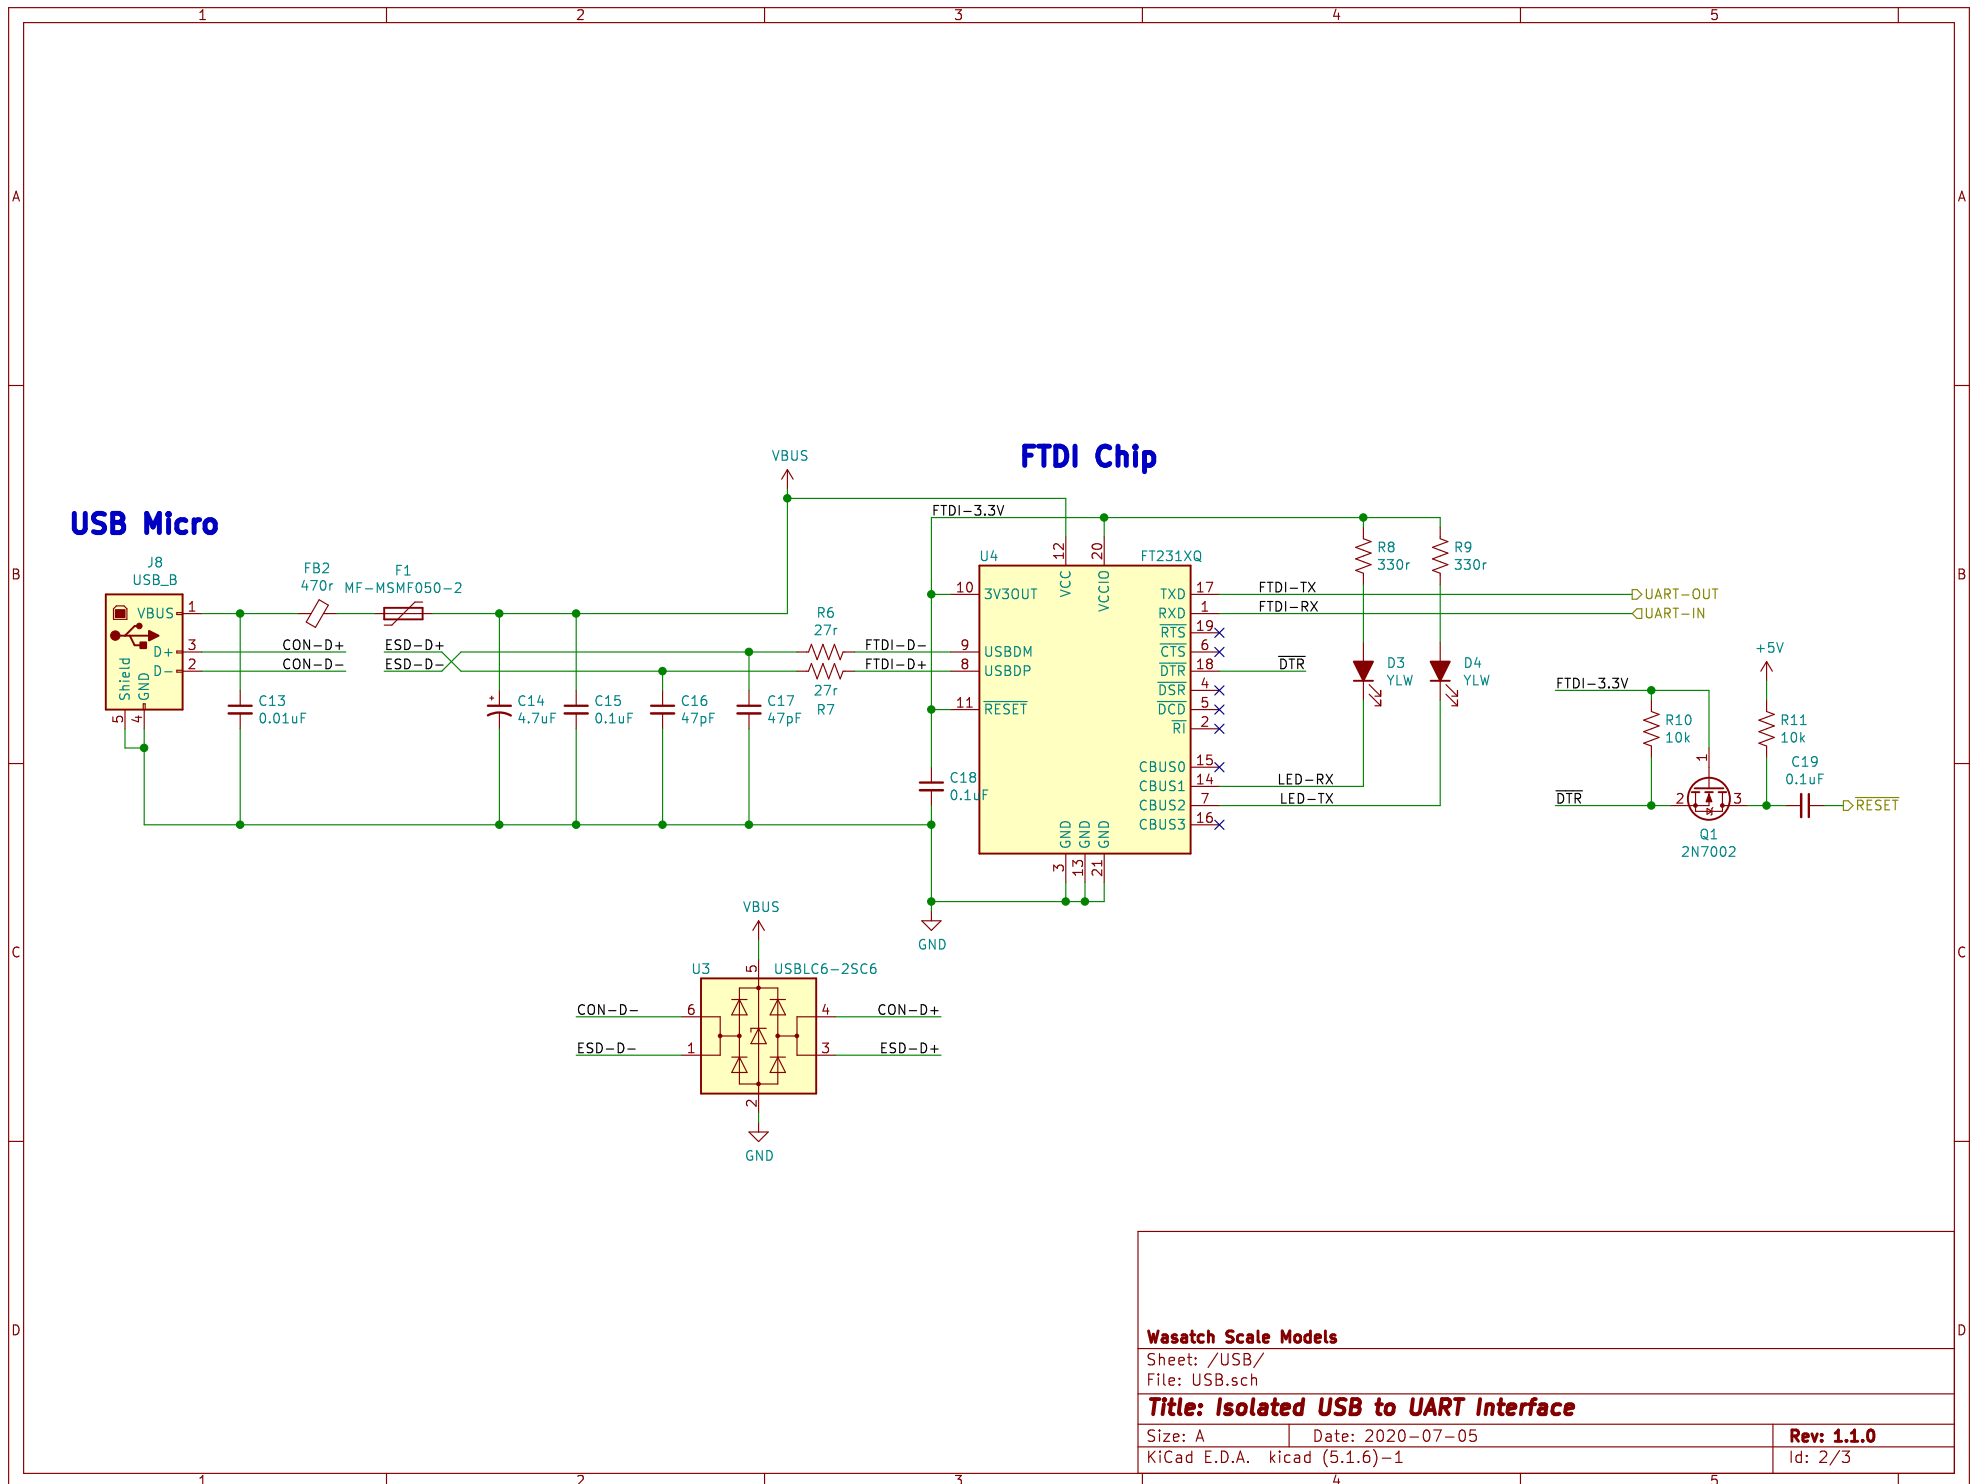 1 2 3 4 5
A A
B B
C C
D D
1 2 3 4 5
USB Micro
J8
USB_B
VBUS 1
D+ 3
D- 2
Shield
GND
5 4
C13
0.01uF
FB2
470r
F1
MF-MSMF050-2
CON-D+
CON-D-
ESD-D+
ESD-D-
C14
4.7uF
C15
0.1uF
C16
47pF
C17
47pF
VBUS
R6
27r
27r
R7
FTDI-D-
FTDI-D+
FTDI Chip
FTDI-3.3V
U4
FT231XQ
12 20
VCC VCCIO
10 3V3OUT
9 USBDM
8 USBDP
11 RESET
C18
0.1uF
TXD 17
RXD 1
RTS 19
CTS 6
DTR 18
DSR 4
DCD 5
RI 2
CBUS0 15
CBUS1 14
CBUS2 7
CBUS3 16
GND GND GND
3 13 21
GND
FTDI-TX
FTDI-RX
DTR
LED-RX
LED-TX
R8
330r
R9
330r
D3
YLW
D4
YLW
UART-OUT
UART-IN
+5V
FTDI-3.3V
R10
10k
R11
10k
C19
0.1uF
DTR
1
2 3
Q1
2N7002
RESET
VBUS
U3
5
USBLC6-2SC6
CON-D- 6
4 CON-D+
ESD-D- 1
3 ESD-D+
2
GND
Wasatch Scale Models
Sheet: /USB/
File: USB.sch
Title: Isolated USB to UART Interface
Size: A Date: 2020-07-05 Rev: 1.1.0
KiCad E.D.A. kicad (5.1.6)-1 Id: 2/3